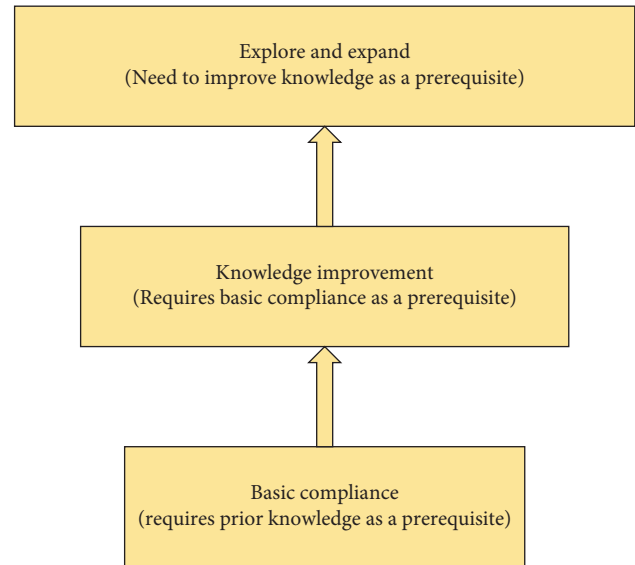 Explore and expand
(Need to improve knowledge as a prerequisite)
Knowledge improvement
(Requires basic compliance as a prerequisite)
Basic compliance
(requires prior knowledge as a prerequisite)